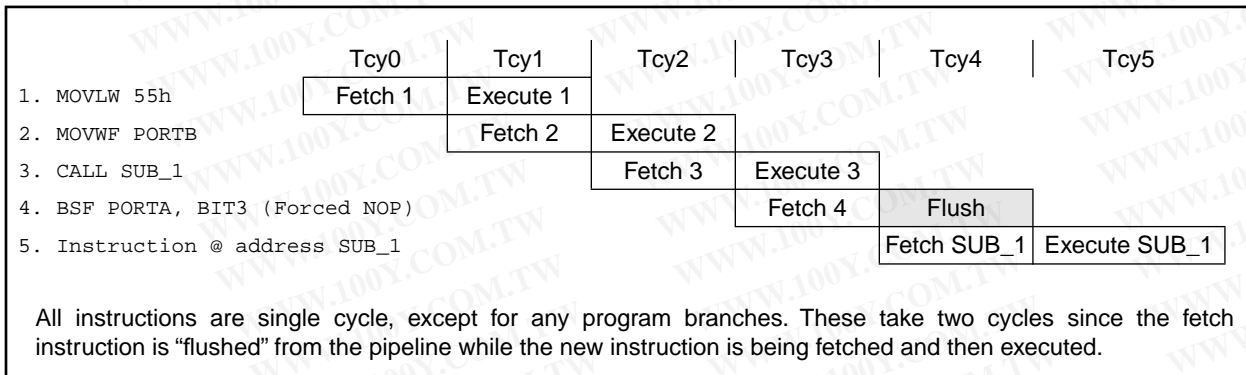 Tcy0 Tcy1 Tcy2 Tcy3 Tcy4 Tcy5
1. MOVLW 55h Fetch 1 Execute 1
2. MOVWF PORTB Fetch 2 Execute 2
3. CALL SUB_1 Fetch 3 Execute 3
4. BSF PORTA, BIT3 (Forced NOP) Fetch 4 Flush
5. Instruction @ address SUB_1 Fetch SUB_1 Execute SUB_1
All instructions are single cycle, except for any program branches. These take two cycles since the fetch
instruction is “flushed” from the pipeline while the new instruction is being fetched and then executed.
WWW.100Y.COM.TW